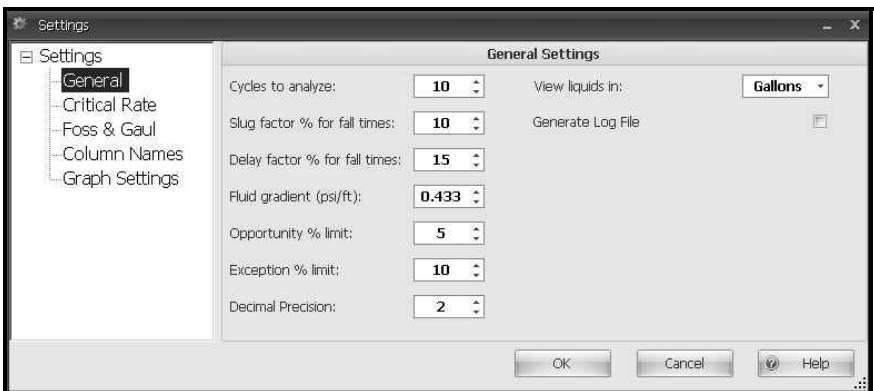 Settings
Settings
General
Critical Rate
Foss & Gaul
Column Names
Graph Settings
General Settings
Cycles to analyze: 10
Slug factor % for fall times: 10
Delay factor % for fall times: 15
Fluid gradient (psi/ft): 0.433
Opportunity % limit: 5
Exception % limit: 10
Decimal Precision: 2
View liquids in: Gallons
Generate Log File
OK Cancel Help